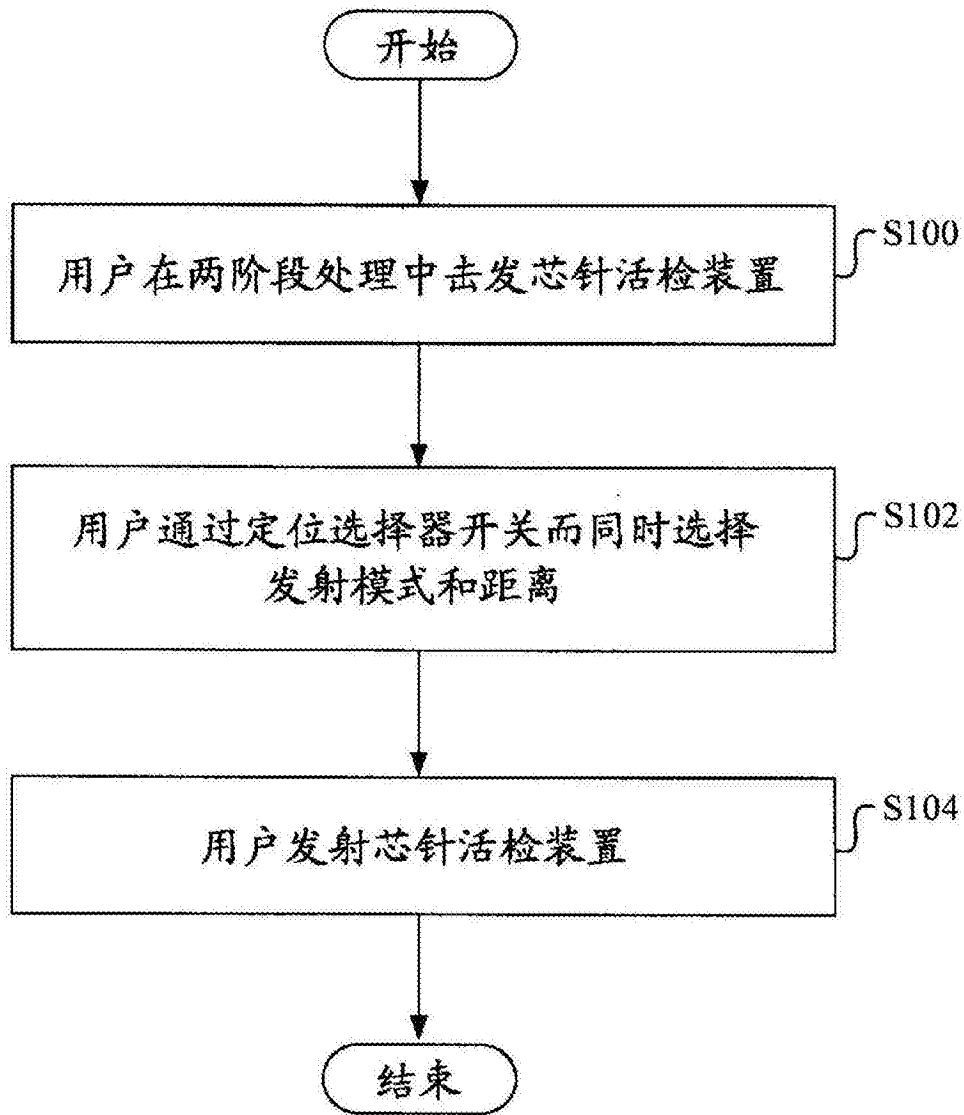 开始
用户在两阶段处理中击发芯针活检装置
S100
用户通过定位选择器开关而同时选择
发射模式和距离
S102
用户发射芯针活检装置
S104
结束